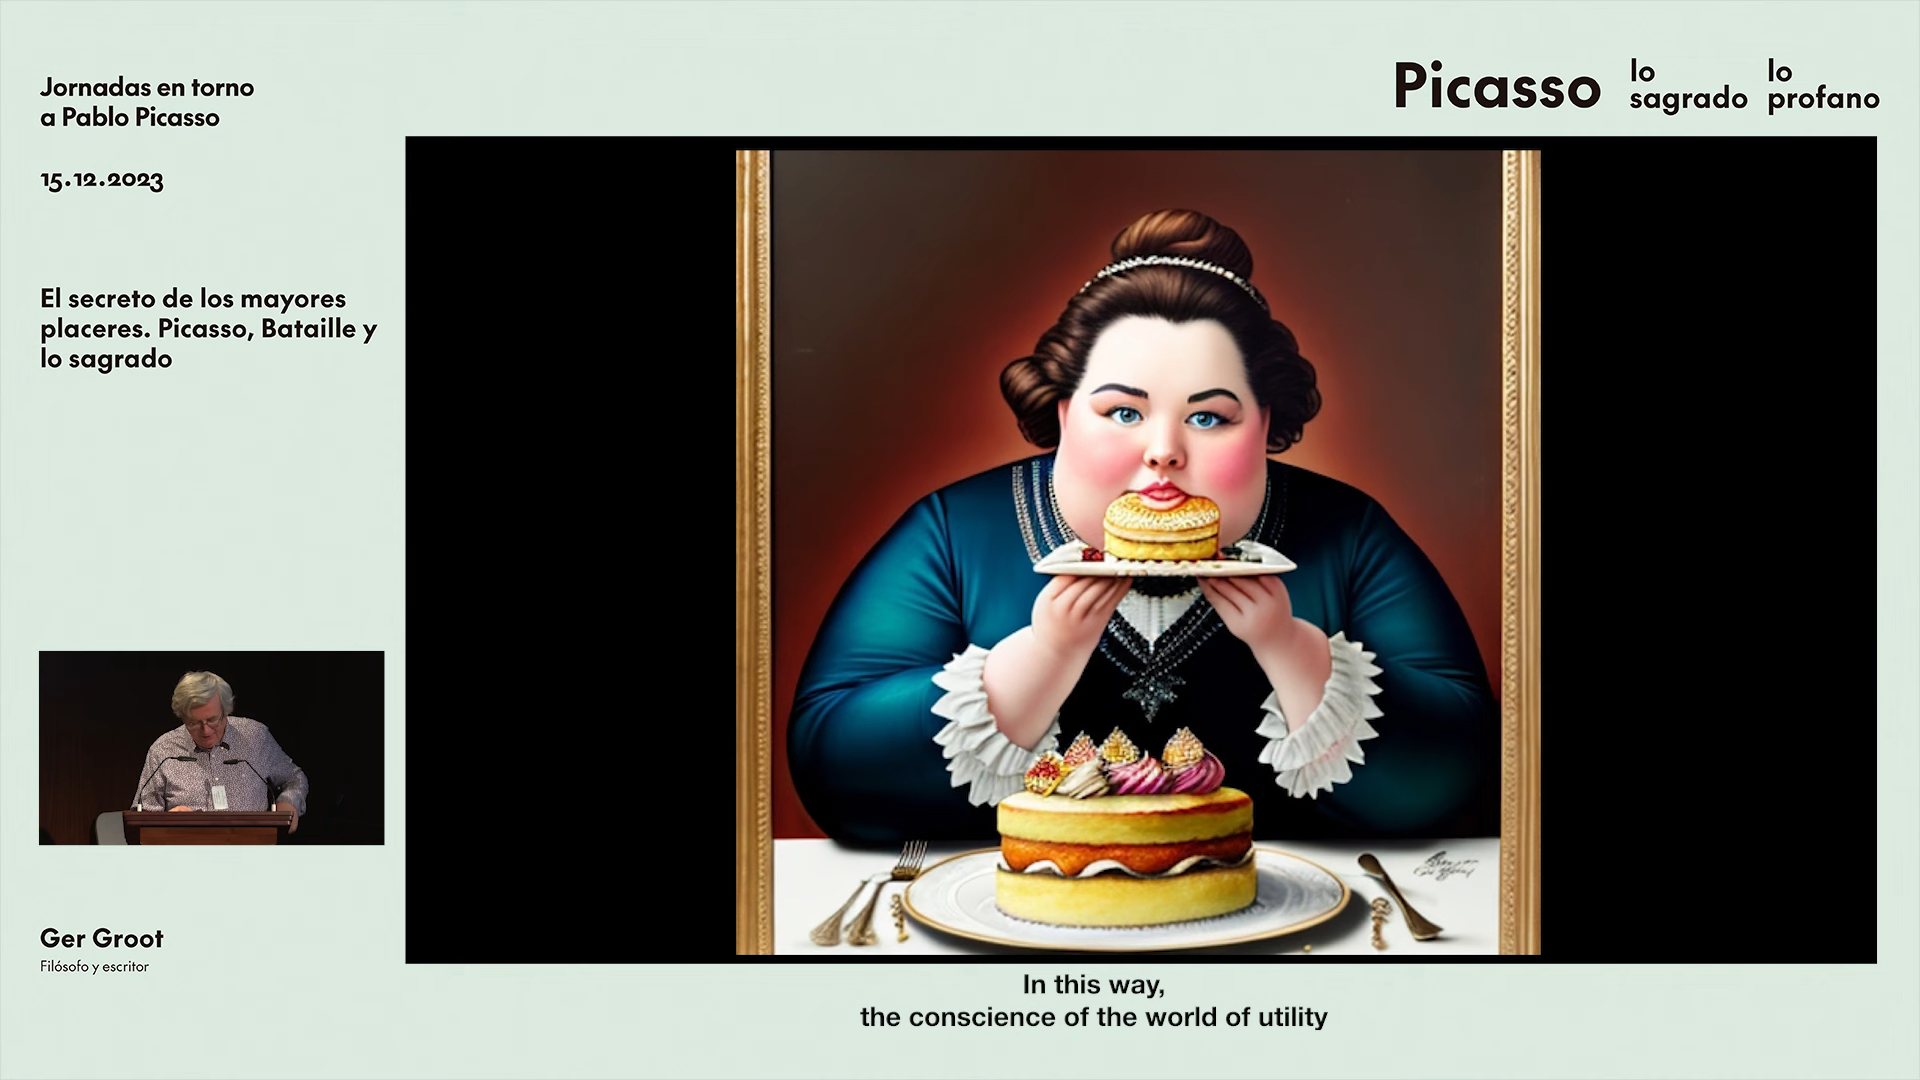 Jornadas en torno
a Pablo Picasso
15.12.2023
Picasso
lo
sagrado
lo
profano
El secreto de los mayores
placeres. Picasso, Bataille y
lo sagrado
Ger Groot
Filósofo y escritor
In this way,
the conscience of the world of utility